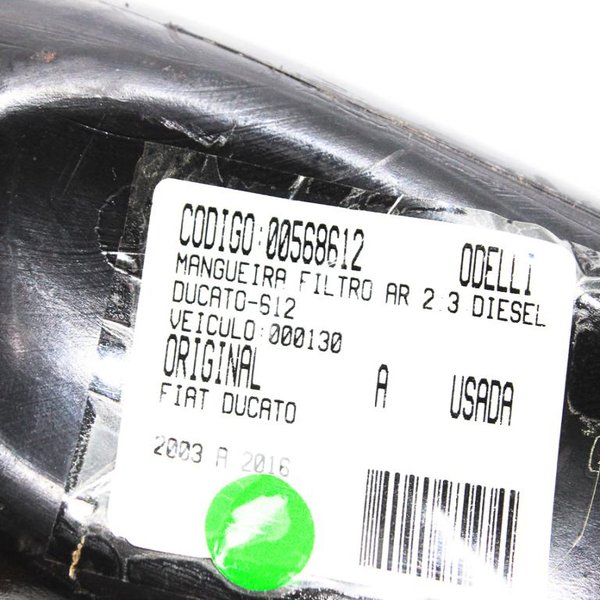 CODIGO:00568612 ODELLI
MANGUEIRA FILTRO AR 2.3 DIESEL
DUCATO-612
VEICULO:000130
ORIGINAL A USADA
FIAT DUCATO
2003 A 2016